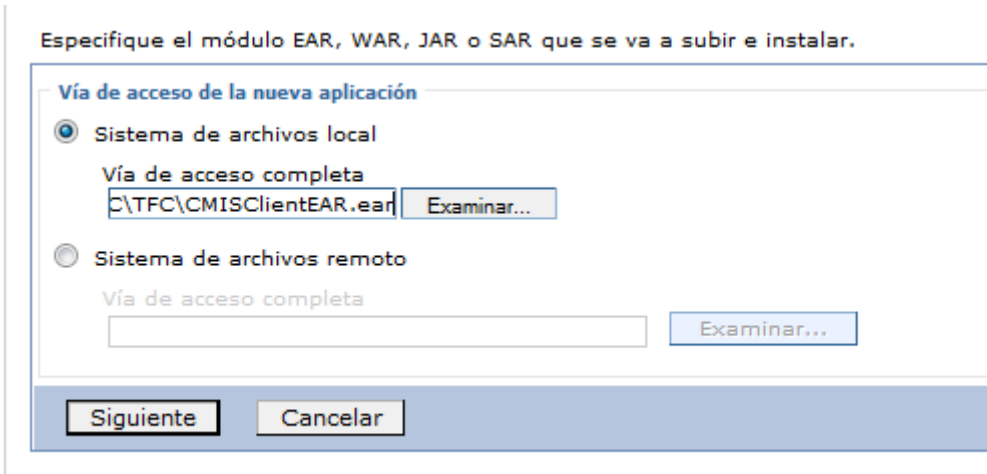 Especifique el módulo EAR, WAR, JAR o SAR que se va a subir e instalar.
Vía de acceso de la nueva aplicación
Sistema de archivos local
Vía de acceso completa
C\TFC\CMISClientEAR.ear Examinar...
Sistema de archivos remoto
Vía de acceso completa
Examinar...
Siguiente Cancelar